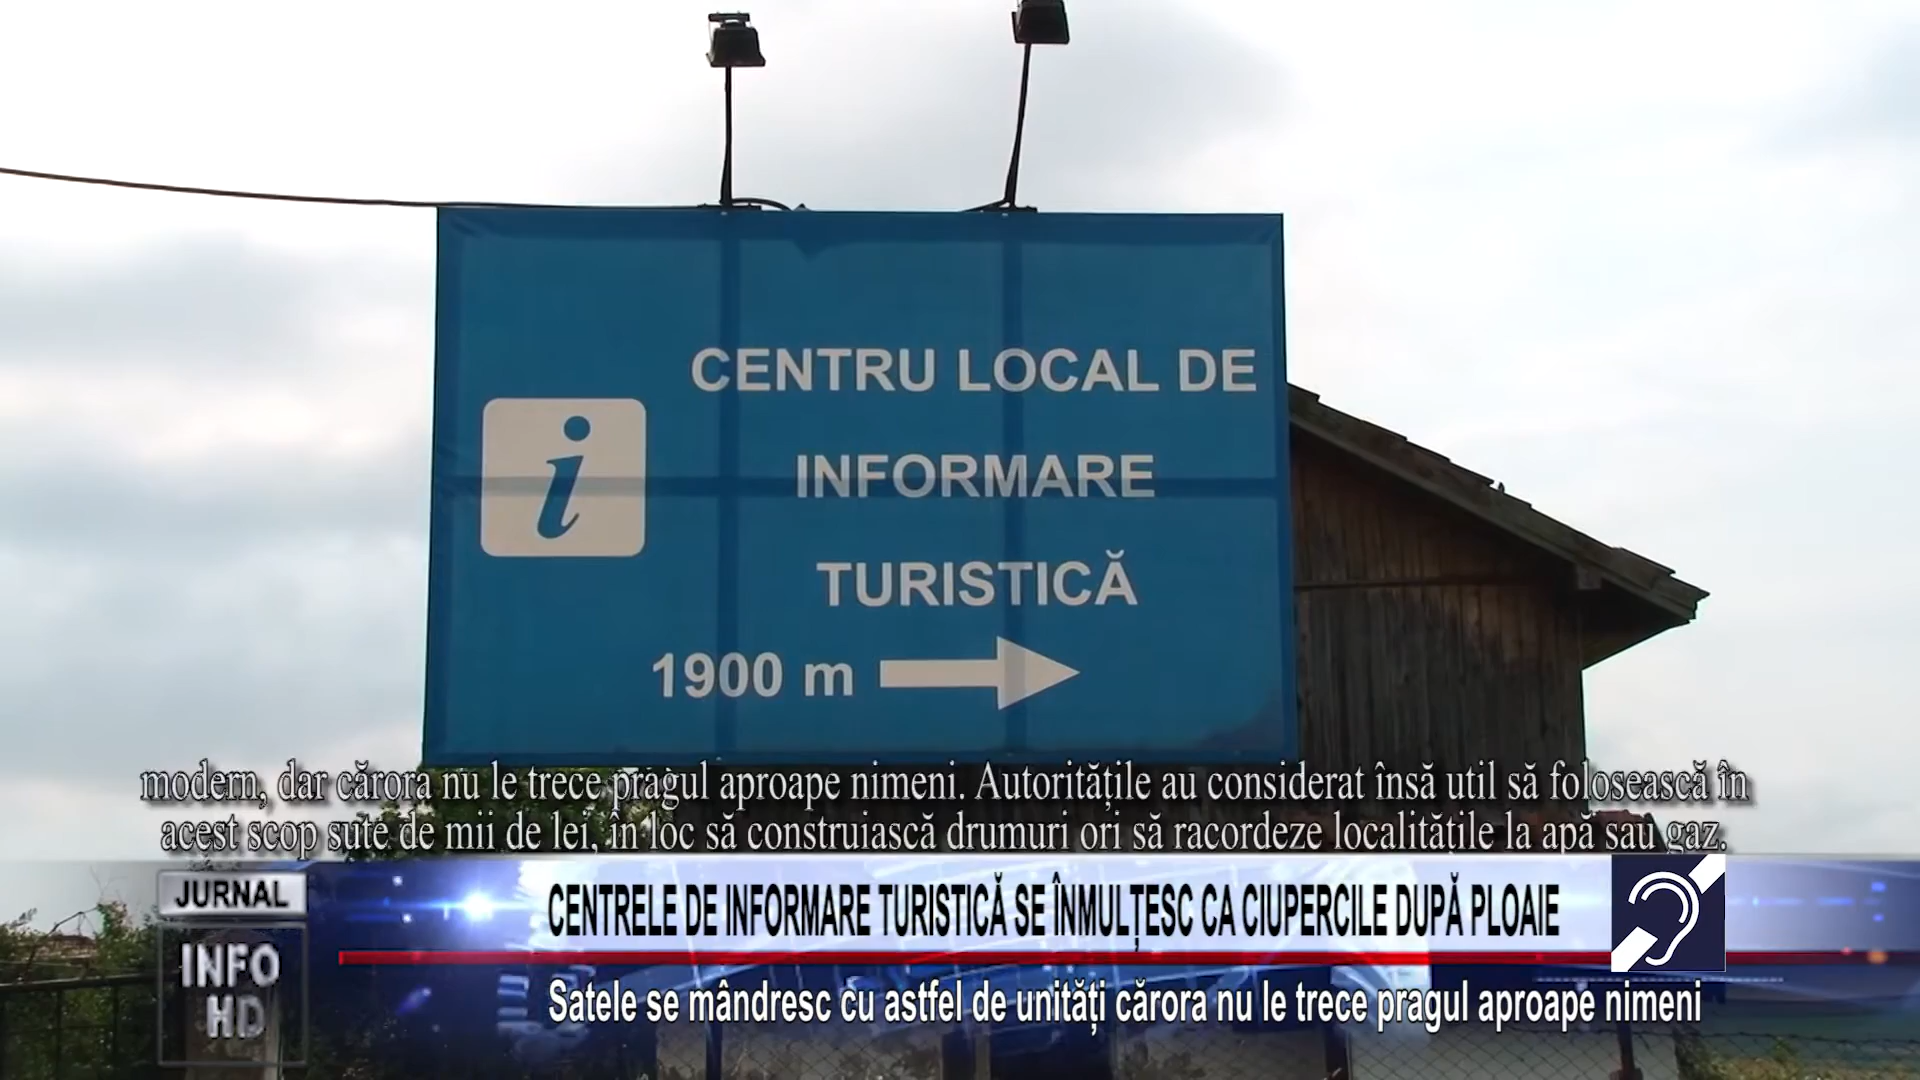 CENTRU LOCAL DE
i
INFORMARE
TURISTICĂ
1900 m
modern, dar cărora nu le trece pragul aproape nimeni. Autoritățile au considerat însă util să folosească în
acest scop sute de mii de lei, în loc să construiască drumuri ori să racordeze localitățile la apă sau gaz.
JURNAL
INFO
HD
CENTRELE DE INFORMARE TURISTICĂ SE ÎNMULȚESC CA CIUPERCILE DUPĂ PLOAIE
Satele se mândresc cu astfel de unități cărora nu le trece pragul aproape nimeni